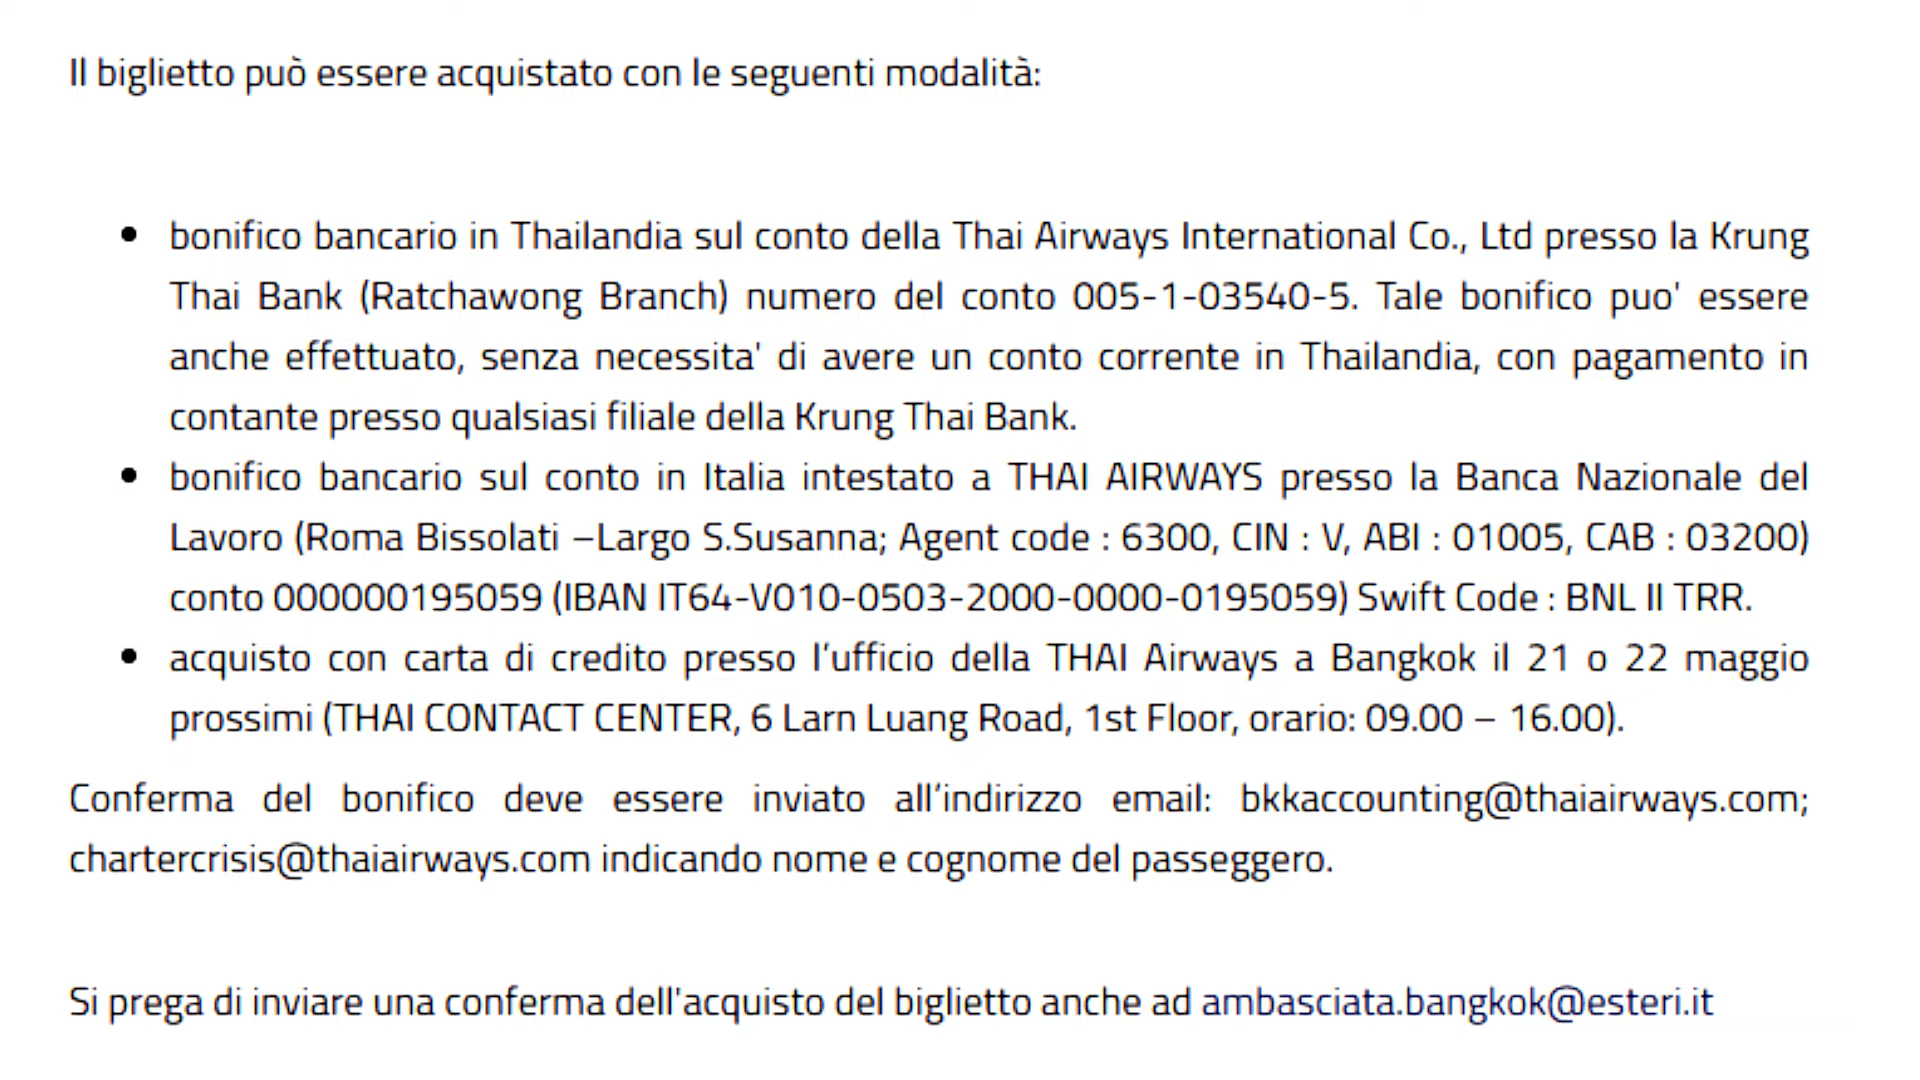 Il biglietto può essere acquistato con le seguenti modalità:
• bonifico bancario in Thailandia sul conto della Thai Airways International Co., Ltd presso la Krung
Thai Bank (Ratchawong Branch) numero del conto 005-1-03540-5. Tale bonifico puo' essere
anche effettuato, senza necessita' di avere un conto corrente in Thailandia, con pagamento in
contante presso qualsiasi filiale della Krung Thai Bank.
• bonifico bancario sul conto in Italia intestato a THAI AIRWAYS presso la Banca Nazionale del
Lavoro (Roma Bissolati –Largo S.Susanna; Agent code : 6300, CIN : V, ABI : 01005, CAB : 03200)
conto 000000195059 (IBAN IT64-V010-0503-2000-0000-0195059) Swift Code : BNL II TRR.
• acquisto con carta di credito presso l’ufficio della THAI Airways a Bangkok il 21 o 22 maggio
prossimi (THAI CONTACT CENTER, 6 Larn Luang Road, 1st Floor, orario: 09.00 – 16.00).
Conferma del bonifico deve essere inviato all’indirizzo email: bkkaccounting@thaiairways.com;
chartercrisis@thaiairways.com indicando nome e cognome del passeggero.
Si prega di inviare una conferma dell'acquisto del biglietto anche ad ambasciata.bangkok@esteri.it